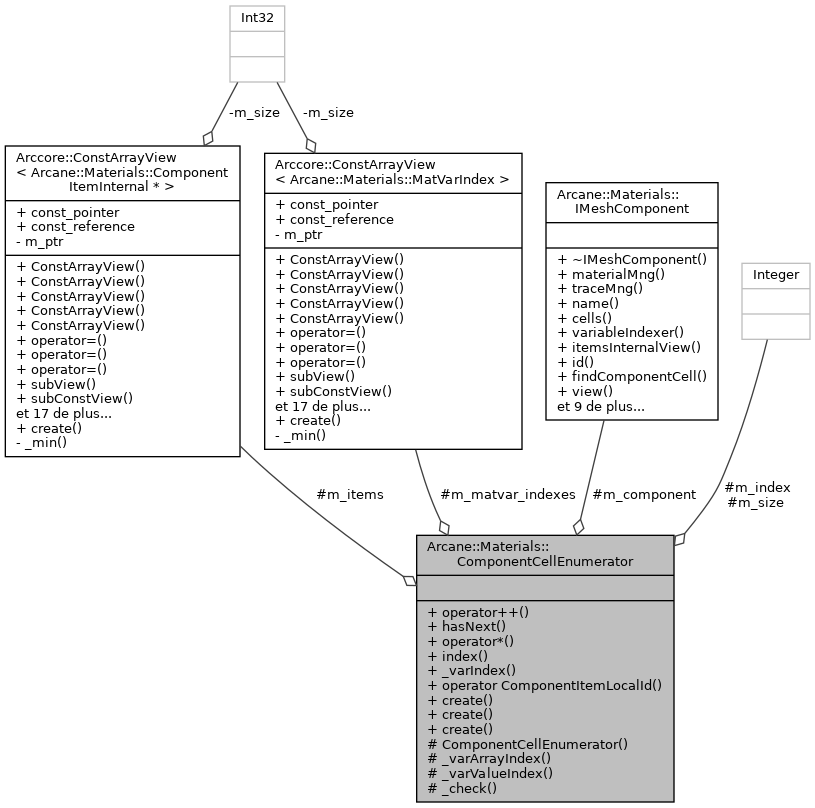 Int32
-m_size
-m_size
Arccore::ConstArrayView
< Arcane::Materials::Component
ItemInternal * >
+ const_pointer
+ const_reference
- m_ptr
+ ConstArrayView()
+ ConstArrayView()
+ ConstArrayView()
+ ConstArrayView()
+ ConstArrayView()
+ operator=()
+ operator=()
+ operator=()
+ subView()
+ subConstView()
et 17 de plus...
+ create()
- _min()
Arccore::ConstArrayView
< Arcane::Materials::MatVarIndex >
+ const_pointer
+ const_reference
- m_ptr
+ ConstArrayView()
+ ConstArrayView()
+ ConstArrayView()
+ ConstArrayView()
+ ConstArrayView()
+ operator=()
+ operator=()
+ operator=()
+ subView()
+ subConstView()
et 17 de plus...
+ create()
- _min()
Arcane::Materials::
IMeshComponent
+ ~IMeshComponent()
+ materialMng()
+ traceMng()
+ name()
+ cells()
+ variableIndexer()
+ itemsInternalView()
+ id()
+ findComponentCell()
+ view()
et 9 de plus...
Integer
#m_items
#m_matvar_indexes
#m_component
#m_index
#m_size
Arcane::Materials::
ComponentCellEnumerator
+ operator++()
+ hasNext()
+ operator*()
+ index()
+ _varIndex()
+ operator ComponentItemLocalId()
+ create()
+ create()
+ create()
# ComponentCellEnumerator()
# _varArrayIndex()
# _varValueIndex()
# _check()